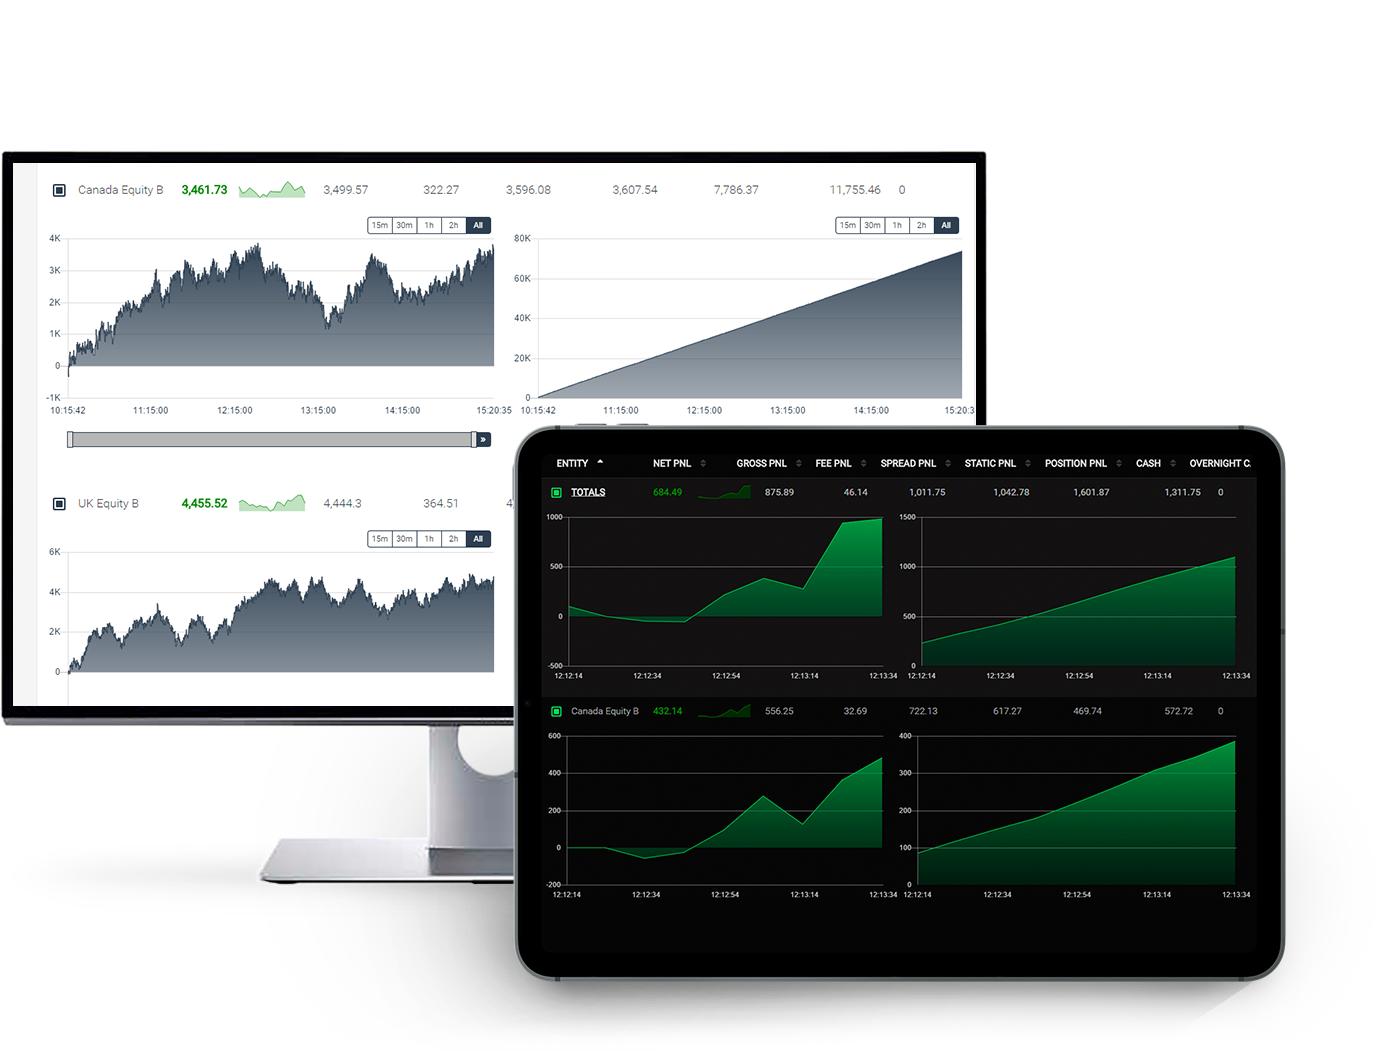 Canada Equity B 3,461.73 3,499.57 322.27 3,596.08 3,607.54 7,786.37 11,755.46 0
15m 30m 1h 2h All
15m 30m 1h 2h All
4K
3K
2K
1K
0
-1K
10:15:42 11:15:00 12:15:00 13:15:00 14:15:00 15:20:35
80K
60K
40K
20K
0
10:15:42 11:15:00 12:15:00 13:15:00 14:15:00 15:20:3
»
UK Equity B 4,455.52 4,444.3 364.51 4
15m 30m 1h 2h All
6K
4K
2K
0
ENTITY NET PNL GROSS PNL FEE PNL SPREAD PNL STATIC PNL POSITION PNL CASH OVERNIGHT C
TOTALS 684.49 875.89 46.14 1,011.75 1,042.78 1,601.87 1,311.75 0
1000
500
0
-500
12:12:14 12:12:34 12:12:54 12:13:14 12:13:34
1500
1000
500
0
12:12:14 12:12:34 12:12:54 12:13:14 12:13:34
Canada Equity B 432.14 556.25 32.69 722.13 617.27 469.74 572.72 0
600
400
200
0
-200
12:12:14 12:12:34 12:12:54 12:13:14 12:13:34
400
300
200
100
0
12:12:14 12:12:34 12:12:54 12:13:14 12:13:34